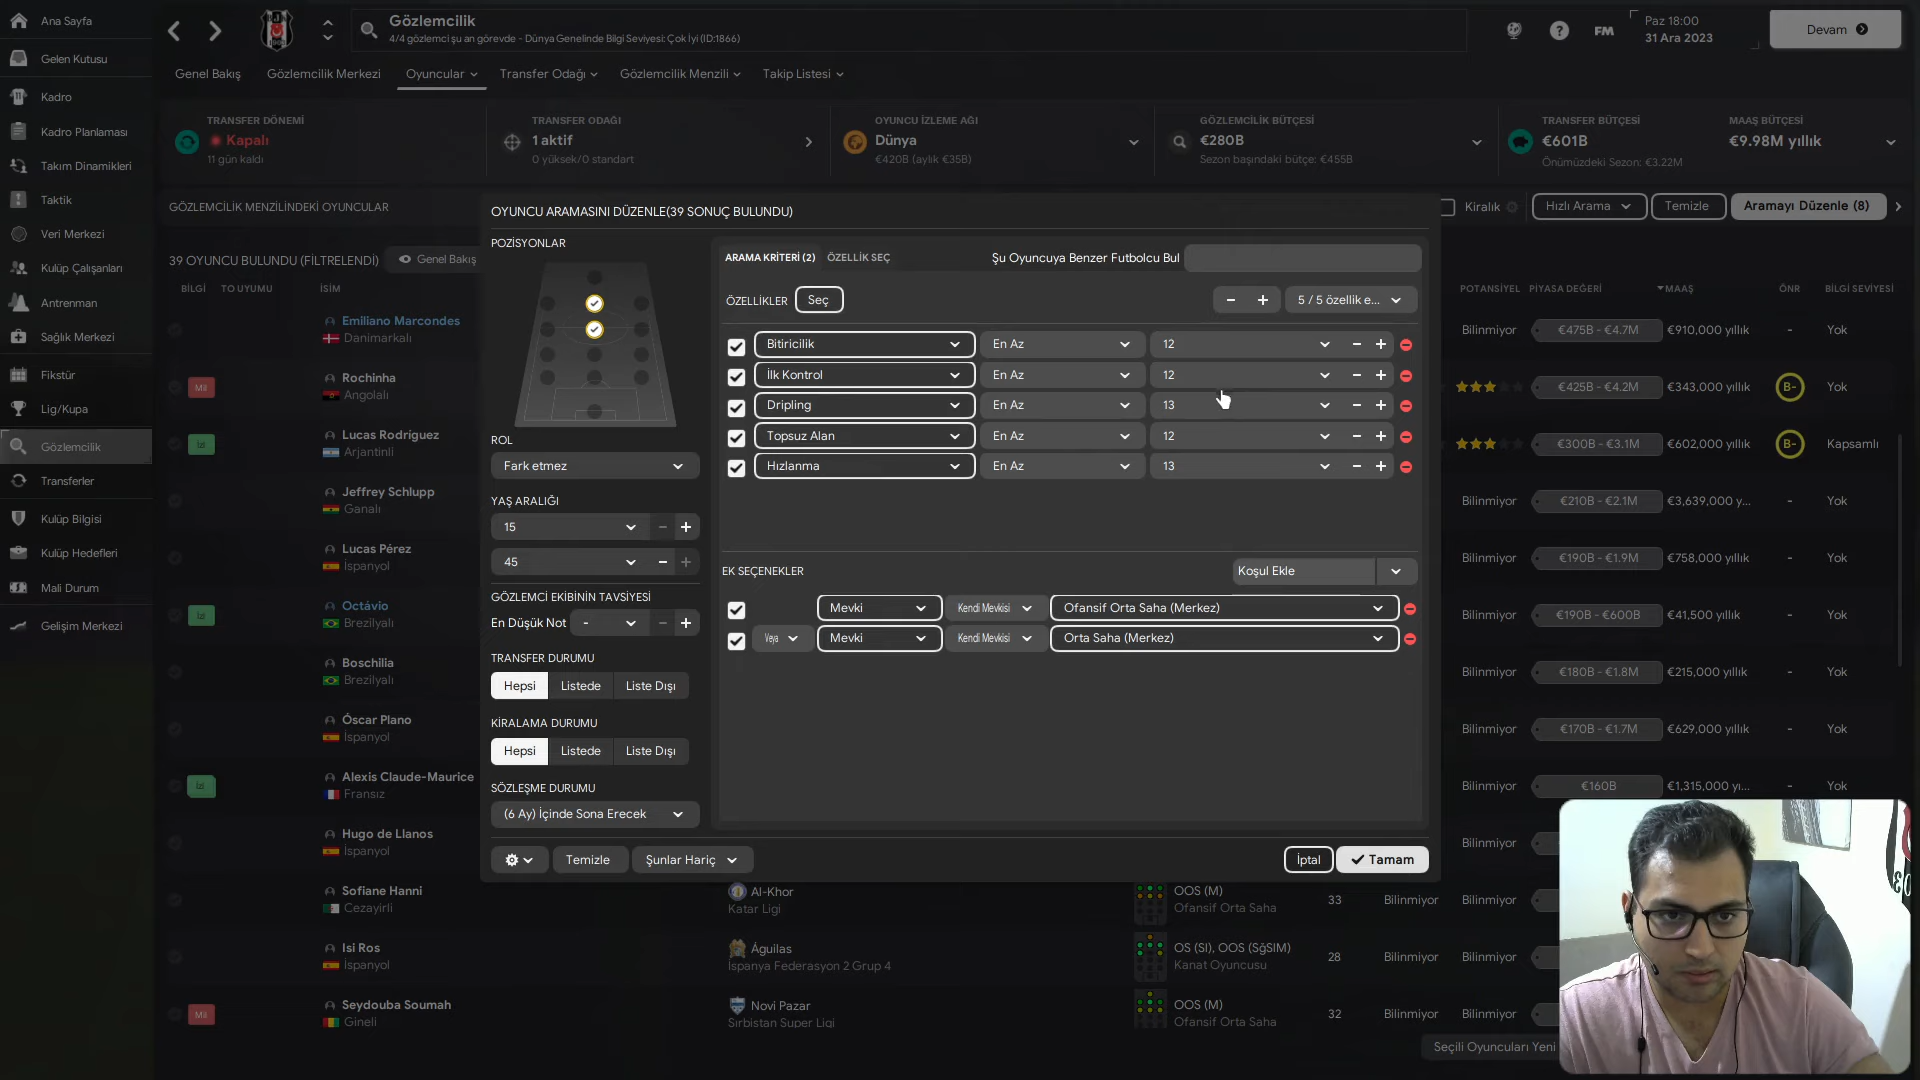 Ana Sayfa
Gelen Kutusu
Kadro
Kadro Planlaması
Takım Dinamikleri
Taktik
Veri Merkezi
Kulüp Çalışanları
Antrenman
Sağlık Merkezi
Fikstür
Lig/Kupa
Gözlemcilik
Transferler
Kulüp Bilgisi
Kulüp Hedefleri
Mali Durum
Gelişim Merkezi
Gözlemcilik
4/4 gözlemci şu an görevde - Dünya Genelinde Bilgi Seviyesi: Çok İyi (ID:1866)
FM
Paz 18:00
31 Ara 2023
Devam
Genel Bakış
Gözlemcilik Merkezi
Oyuncular
Transfer Odağı
Gözlemcilik Menzili
Takip Listesi
TRANSFER DÖNEMİ
Kapalı
11 gün kaldı
TRANSFER ODAĞI
1 aktif
0 yüksek/0 standart
OYUNCU İZLEME AĞI
Dünya
€420B (aylık €35B)
GÖZLEMCİLİK BÜTÇESİ
€280B
Sezon başındaki bütçe: €455B
TRANSFER BÜTÇESİ
€601B
Önümüzdeki Sezon: €3.22M
MAAŞ BÜTÇESİ
€9.98M yıllık
GÖZLEMCİLİK MENZİLİNDEKİ OYUNCULAR
Kiralık
Hızlı Arama
Temizle
Aramayı Düzenle (8)
39 OYUNCU BULUNDU (FİLTRELENDİ)
Genel Bakış
BİLGİ TO UYUMU İSİM
POTANSİYEL PİYASA DEĞERİ MAAŞ ÖNR BİLGİ SEVİYESİ
Emiliano Marcondes
Danimarkalı
Bilinmiyor €475B - €4.7M €910,000 yıllık - Yok
Mil
Rochinha
Angolalı
€425B - €4.2M €343,000 yıllık B- Yok
İzl
Lucas Rodríguez
Arjantinli
€300B - €3.1M €602,000 yıllık B- Kapsamlı
Jeffrey Schlupp
Ganalı
Bilinmiyor €210B - €2.1M €3,639,000 y... - Yok
Lucas Pérez
İspanyol
Bilinmiyor €190B - €1.9M €758,000 yıllık - Yok
İzl
Octávio
Brezilyalı
Bilinmiyor €190B - €600B €41,500 yıllık - Yok
Boschilia
Brezilyalı
Bilinmiyor €180B - €1.8M €215,000 yıllık - Yok
Óscar Plano
İspanyol
Bilinmiyor €170B - €1.7M €629,000 yıllık - Yok
İzl
Alexis Claude-Maurice
Fransız
Bilinmiyor €160B €1,315,000 yı... - Yok
Hugo de Llanos
İspanyol
Bilinmiyor
Sofiane Hanni
Cezayirli
Al-Khor
Katar Ligi
OOS (M)
Ofansif Orta Saha
33 Bilinmiyor Bilinmiyor
Isi Ros
İspanyol
Águilas
İspanya Federasyon 2 Grup 4
OS (Sl), OOS (SğSlM)
Kanat Oyuncusu
28 Bilinmiyor Bilinmiyor
Mil
Seydouba Soumah
Gineli
Novi Pazar
Sırbistan Super Ligi
OOS (M)
Ofansif Orta Saha
32 Bilinmiyor Bilinmiyor
Seçili Oyuncuları Yeni
OYUNCU ARAMASINI DÜZENLE(39 SONUÇ BULUNDU)
POZİSYONLAR
ROL
Fark etmez
YAŞ ARALIĞI
15
45
GÖZLEMCİ EKİBİNİN TAVSİYESİ
En Düşük Not -
TRANSFER DURUMU
Hepsi Listede Liste Dışı
KİRALAMA DURUMU
Hepsi Listede Liste Dışı
SÖZLEŞME DURUMU
(6 Ay) İçinde Sona Erecek
ARAMA KRİTERİ (2) ÖZELLİK SEÇ
Şu Oyuncuya Benzer Futbolcu Bul
ÖZELLİKLER Seç
5 / 5 özellik e...
Bitiricilik En Az 12
İlk Kontrol En Az 12
Dripling En Az 13
Topsuz Alan En Az 12
Hızlanma En Az 13
EK SEÇENEKLER
Koşul Ekle
Mevki Kendi Mevkisi Ofansif Orta Saha (Merkez)
Veya Mevki Kendi Mevkisi Orta Saha (Merkez)
Temizle
Şunlar Hariç
İptal
Tamam